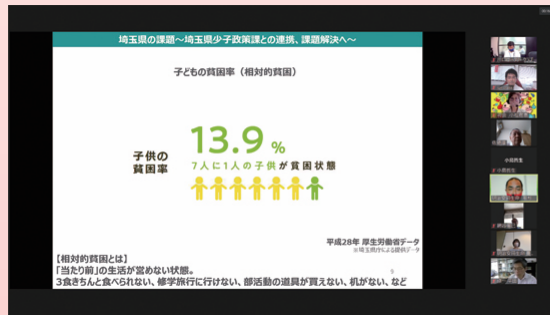 埼玉県の課題~埼玉県少子政策課との連携、課題解決へ~
子どもの貧困率（相対的貧困）
子供の
貧困率
13.9 %
7人に1人の子供が貧困状態
平成28年 厚生労働省データ
※埼玉県庁による提供データ
【相対的貧困とは】
「当たり前」の生活が営めない状態。
3食きちんと食べられない、修学旅行に行けない、部活動の道具が買えない、机がない、など
9